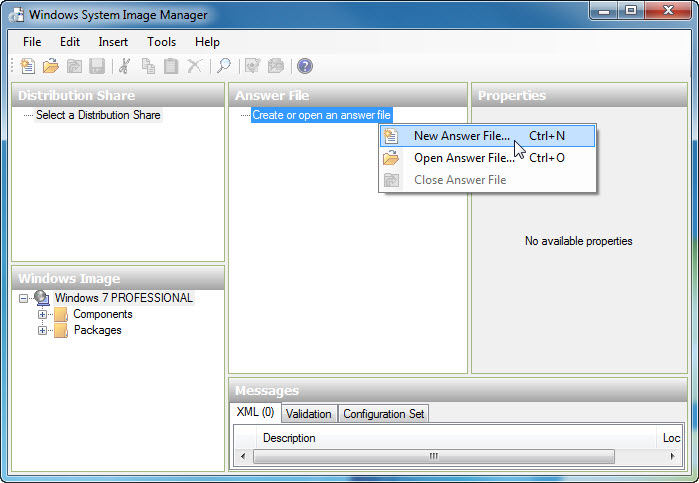 Windows System Image Manager
File Edit Insert Tools Help
Distribution Share
Select a Distribution Share
Answer File
Create or open an answer file
New Answer File... Ctrl+N
Open Answer File... Ctrl+O
Close Answer File
Properties
No available properties
Windows Image
Windows 7 PROFESSIONAL
Components
Packages
Messages
XML (0) Validation Configuration Set
Description Loc